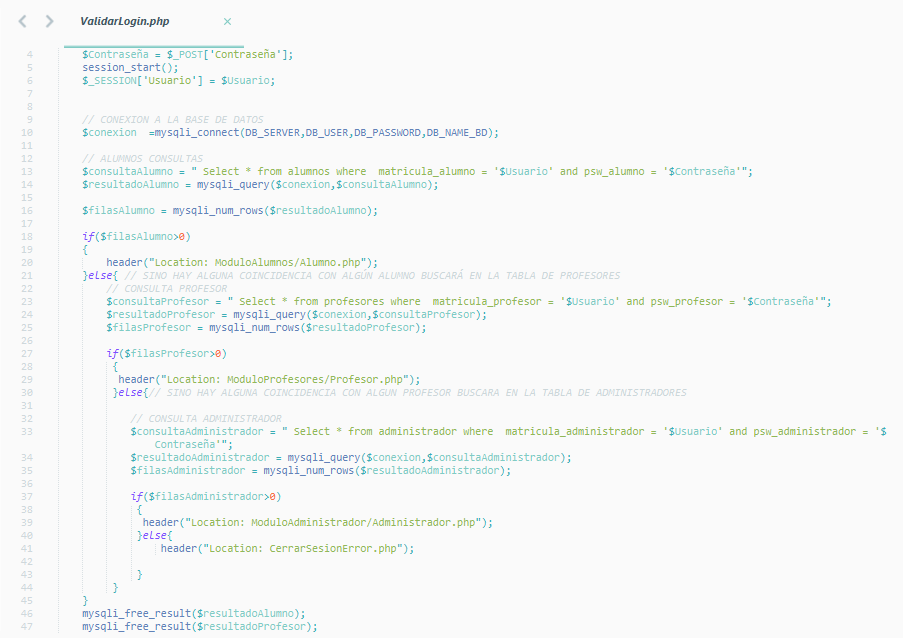 ValidarLogin.php
4 $Contraseña = $_POST['Contraseña'];
5 session_start();
6 $_SESSION['Usuario'] = $Usuario;
7
8
9 // CONEXION A LA BASE DE DATOS
10 $conexion =mysqli_connect(DB_SERVER,DB_USER,DB_PASSWORD,DB_NAME_BD);
11
12 // ALUMNOS CONSULTAS
13 $consultaAlumno = " Select * from alumnos where  matricula_alumno = '$Usuario' and psw_alumno = '$Contraseña'";
14 $resultadoAlumno = mysqli_query($conexion,$consultaAlumno);
15
16 $filasAlumno = mysqli_num_rows($resultadoAlumno);
17
18 if($filasAlumno>0)
19 {
20 header("Location: ModuloAlumnos/Alumno.php");
21 }else{ // SINO HAY ALGUNA COINCIDENCIA CON ALGÚN ALUMNO BUSCARÁ EN LA TABLA DE PROFESORES
22 // CONSULTA PROFESOR
23 $consultaProfesor = " Select * from profesores where  matricula_profesor = '$Usuario' and psw_profesor = '$Contraseña'";
24 $resultadoProfesor = mysqli_query($conexion,$consultaProfesor);
25 $filasProfesor = mysqli_num_rows($resultadoProfesor);
26
27 if($filasProfesor>0)
28 {
29 header("Location: ModuloProfesores/Profesor.php");
30 }else{// SINO HAY ALGUNA COINCIDENCIA CON ALGUN PROFESOR BUSCARA EN LA TABLA DE ADMINISTRADORES
31
32 // CONSULTA ADMINISTRADOR
33 $consultaAdministrador = " Select * from administrador where  matricula_administrador = '$Usuario' and psw_administrador = '$
Contraseña'";
34 $resultadoAdministrador = mysqli_query($conexion,$consultaAdministrador);
35 $filasAdministrador = mysqli_num_rows($resultadoAdministrador);
36
37 if($filasAdministrador>0)
38 {
39 header("Location: ModuloAdministrador/Administrador.php");
40 }else{
41 header("Location: CerrarSesionError.php");
42
43 }
44 }
45 }
46 mysqli_free_result($resultadoAlumno);
47 mysqli_free_result($resultadoProfesor);